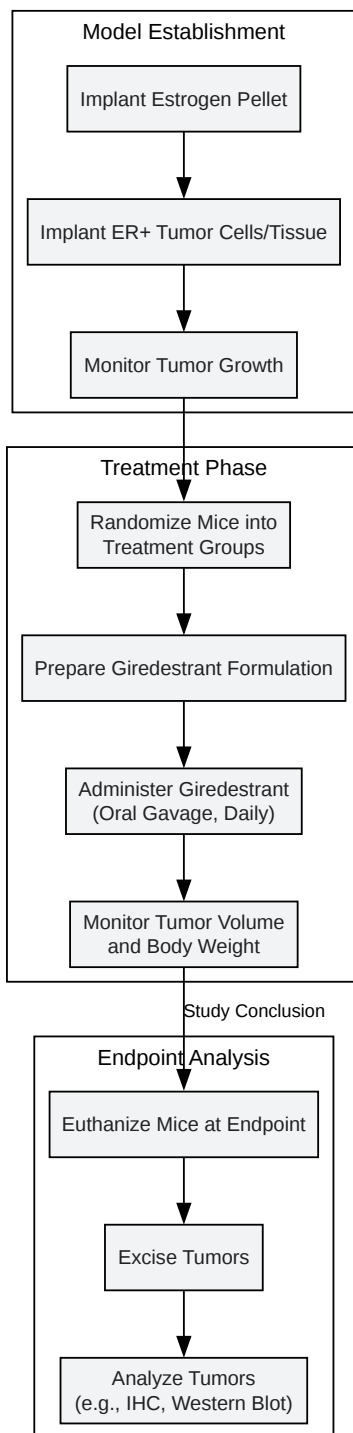 Model Establishment
Implant Estrogen Pellet
Implant ER+ Tumor Cells/Tissue
Monitor Tumor Growth
Treatment Phase
Randomize Mice into
Treatment Groups
Prepare Giredestrant Formulation
Administer Giredestrant
(Oral Gavage, Daily)
Monitor Tumor Volume
and Body Weight
Study Conclusion
Endpoint Analysis
Euthanize Mice at Endpoint
Excise Tumors
Analyze Tumors
(e.g., IHC, Western Blot)